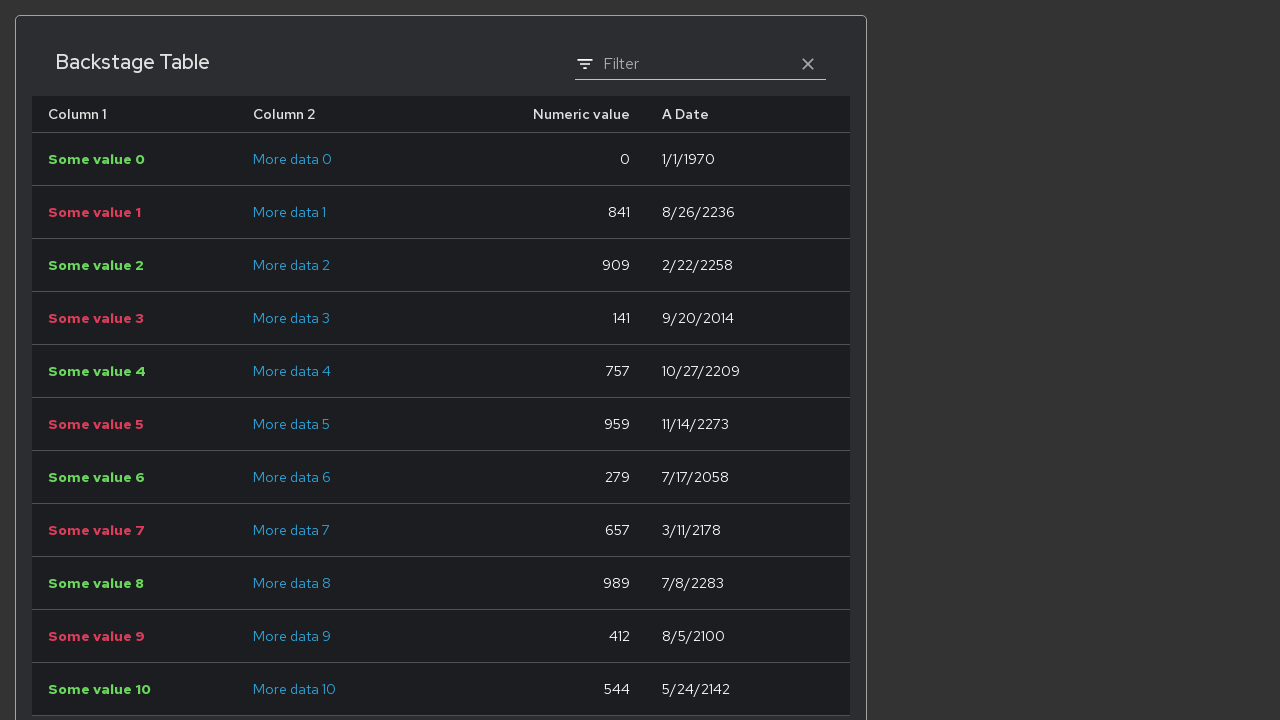 Backstage Table
Filter
Column 1 Column 2 Numeric value A Date
Some value 0 More data 0 0 1/1/1970
Some value 1 More data 1 841 8/26/2236
Some value 2 More data 2 909 2/22/2258
Some value 3 More data 3 141 9/20/2014
Some value 4 More data 4 757 10/27/2209
Some value 5 More data 5 959 11/14/2273
Some value 6 More data 6 279 7/17/2058
Some value 7 More data 7 657 3/11/2178
Some value 8 More data 8 989 7/8/2283
Some value 9 More data 9 412 8/5/2100
Some value 10 More data 10 544 5/24/2142